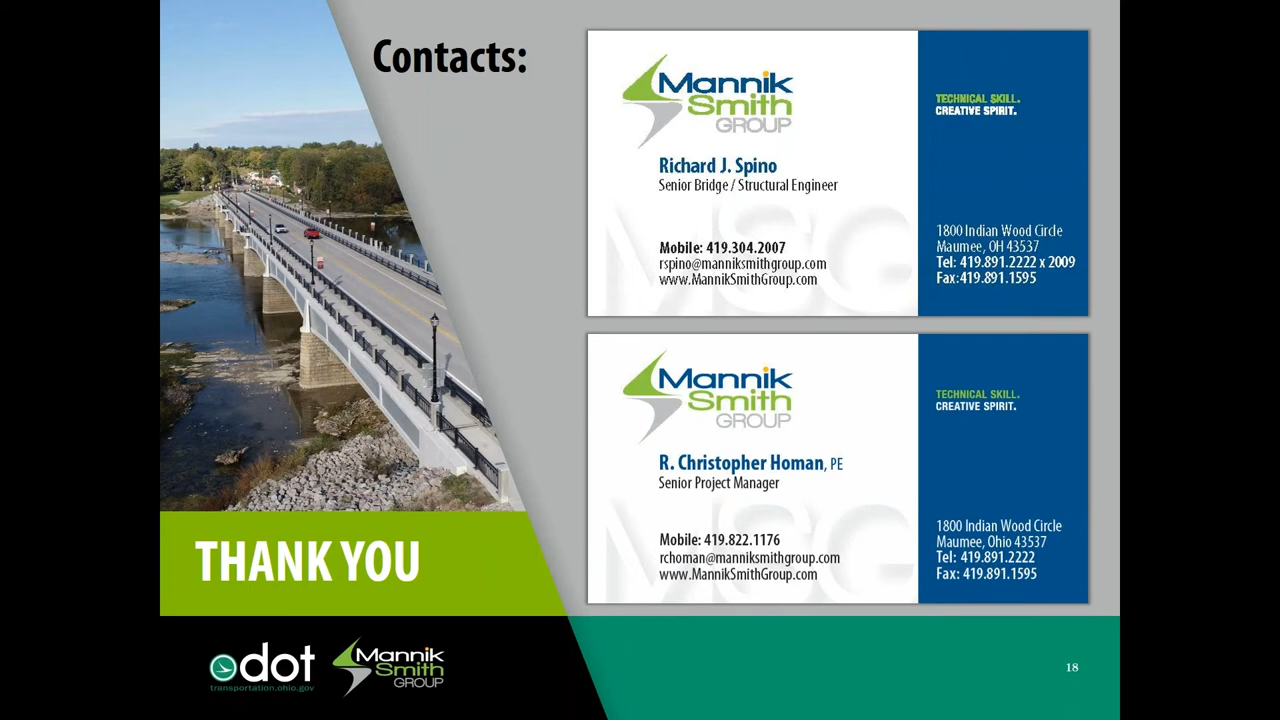 Contacts:
Mannik
Smith
GROUP
Richard J. Spino
Senior Bridge / Structural Engineer
Mobile: 419.304.2007
rspino@manniksmithgroup.com
www.MannikSmithGroup.com
TECHNICAL SKILL.
CREATIVE SPIRIT.
1800 Indian Wood Circle
Maumee, OH 43537
Tel: 419.891.2222 x 2009
Fax:419.891.1595
MSG
Mannik
Smith
GROUP
R. Christopher Homan, PE
Senior Project Manager
Mobile: 419.822.1176
rchoman@manniksmithgroup.com
www.MannikSmithGroup.com
TECHNICAL SKILL.
CREATIVE SPIRIT.
1800 Indian Wood Circle
Maumee, Ohio 43537
Tel: 419.891.2222
Fax: 419.891.1595
MSG
THANK YOU
odot
transportation.ohio.gov
Mannik
Smith
GROUP
18